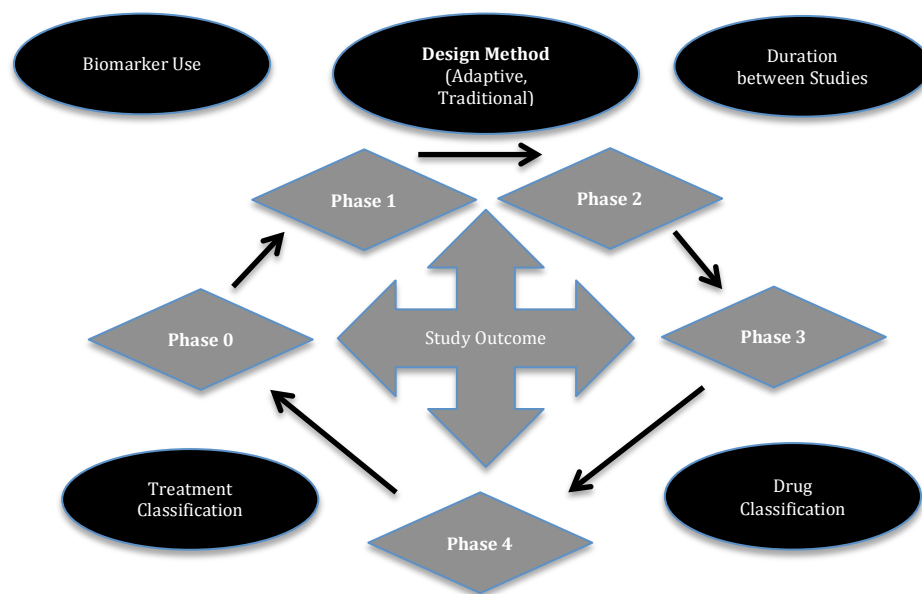 Biomarker Use
Design Method
(Adaptive,
Traditional)
Duration
between Studies
Phase 1
Phase 2
Phase 0
Study Outcome
Phase 3
Treatment
Classification
Drug
Classification
Phase 4